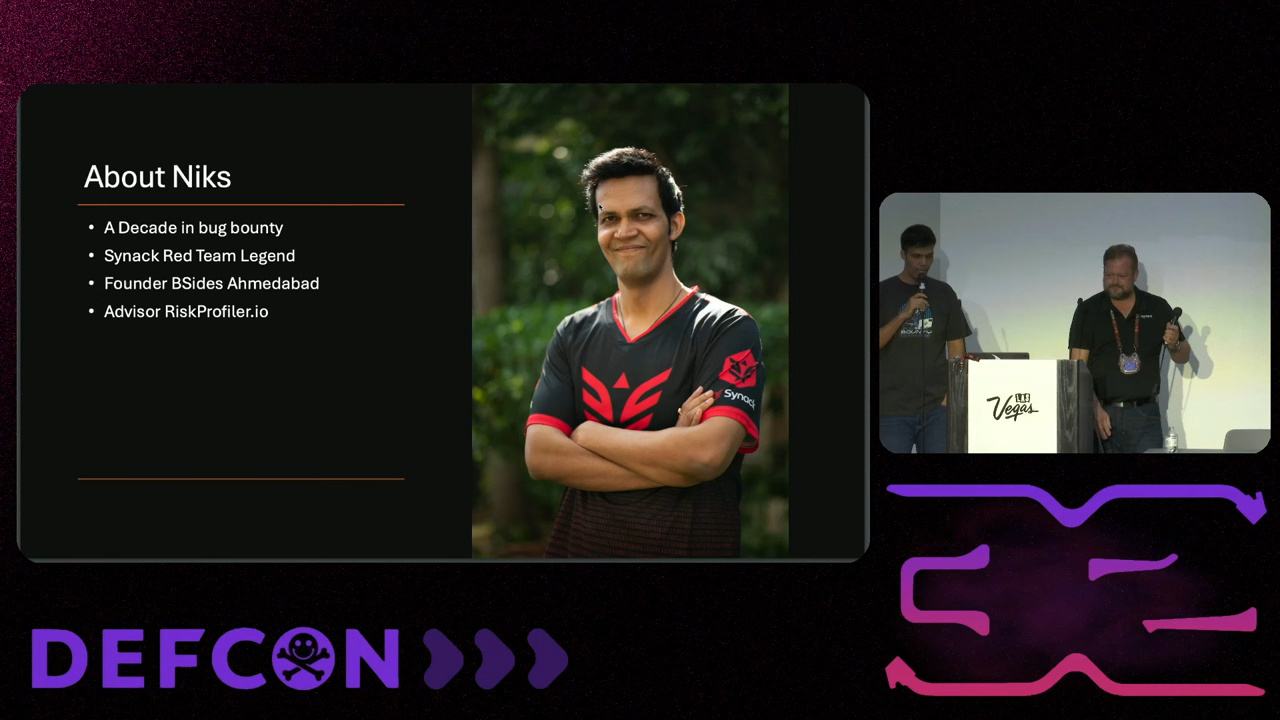 About Niks
• A Decade in bug bounty
• Synack Red Team Legend
• Founder BSides Ahmedabad
• Advisor RiskProfiler.io
Synack
LAS
Vegas
DEFCON